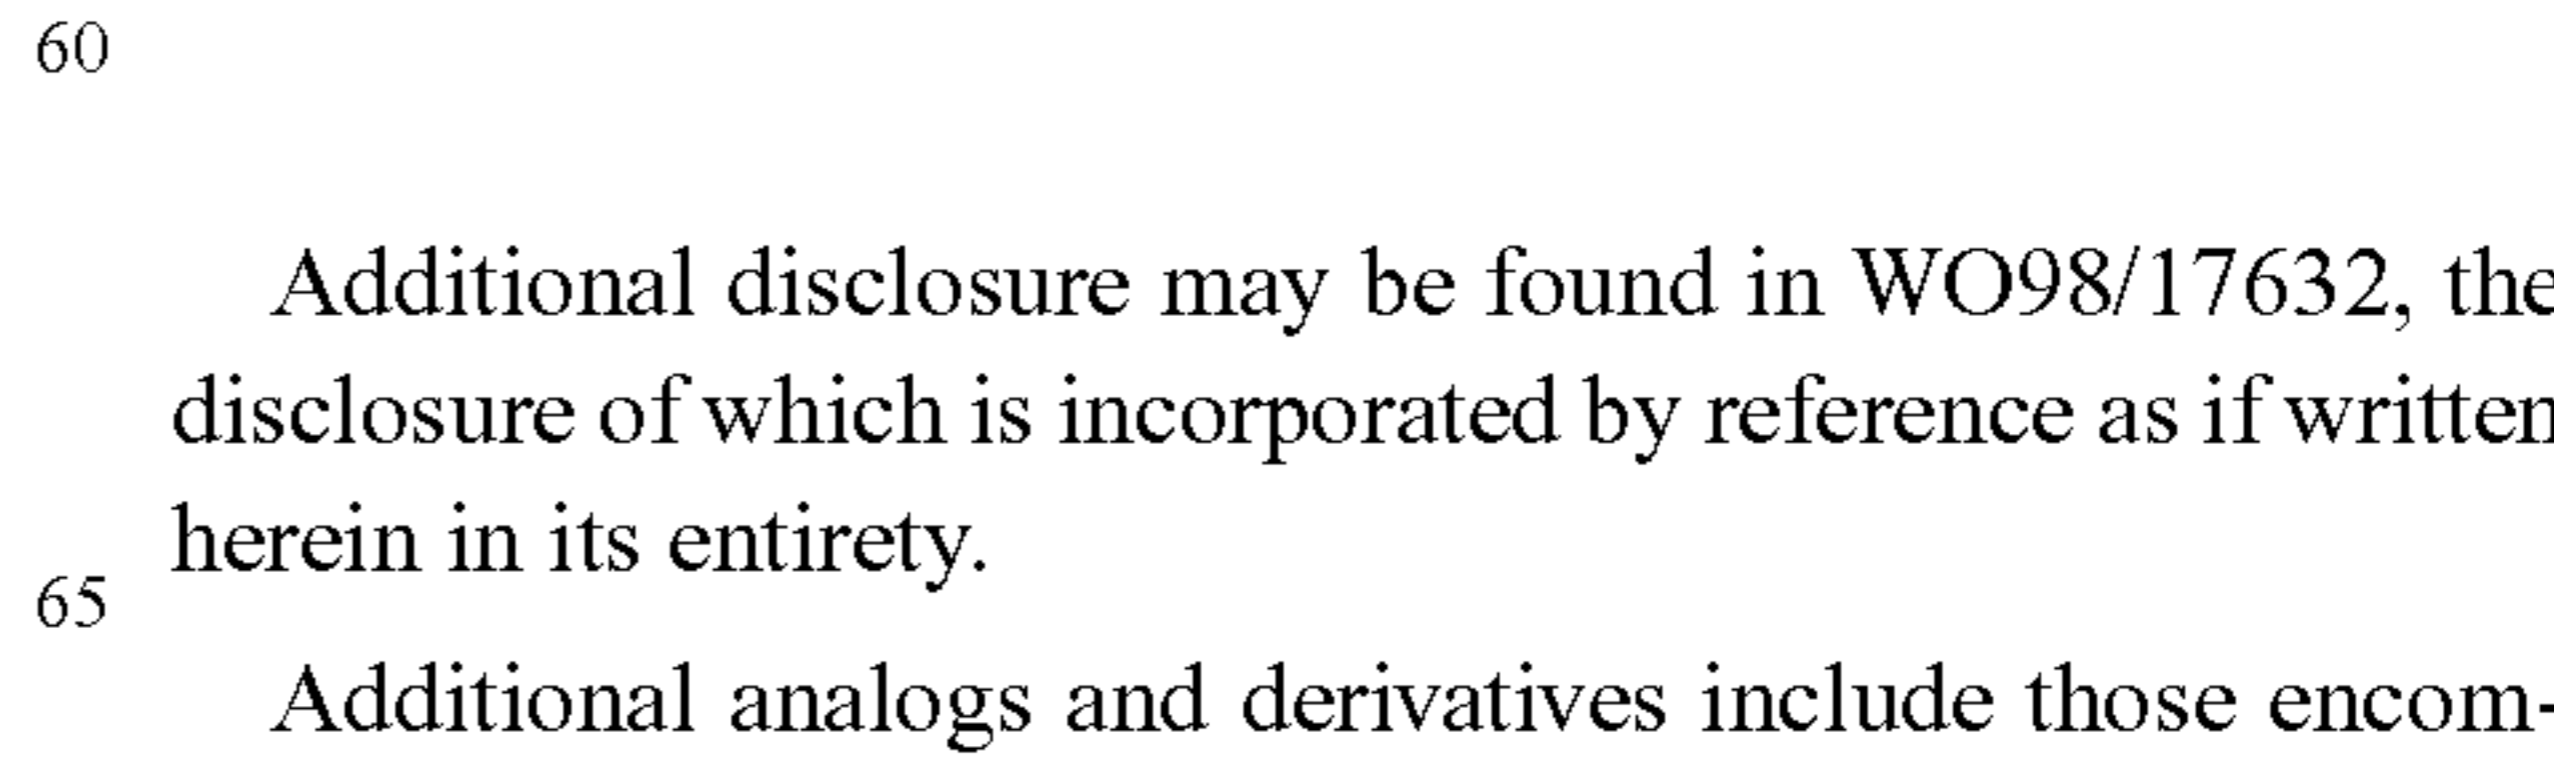 60
Additional disclosure may be found in WO98/17632, the
disclosure of which is incorporated by reference as if written
herein in its entirety.
65
Additional analogs and derivatives include those encom-